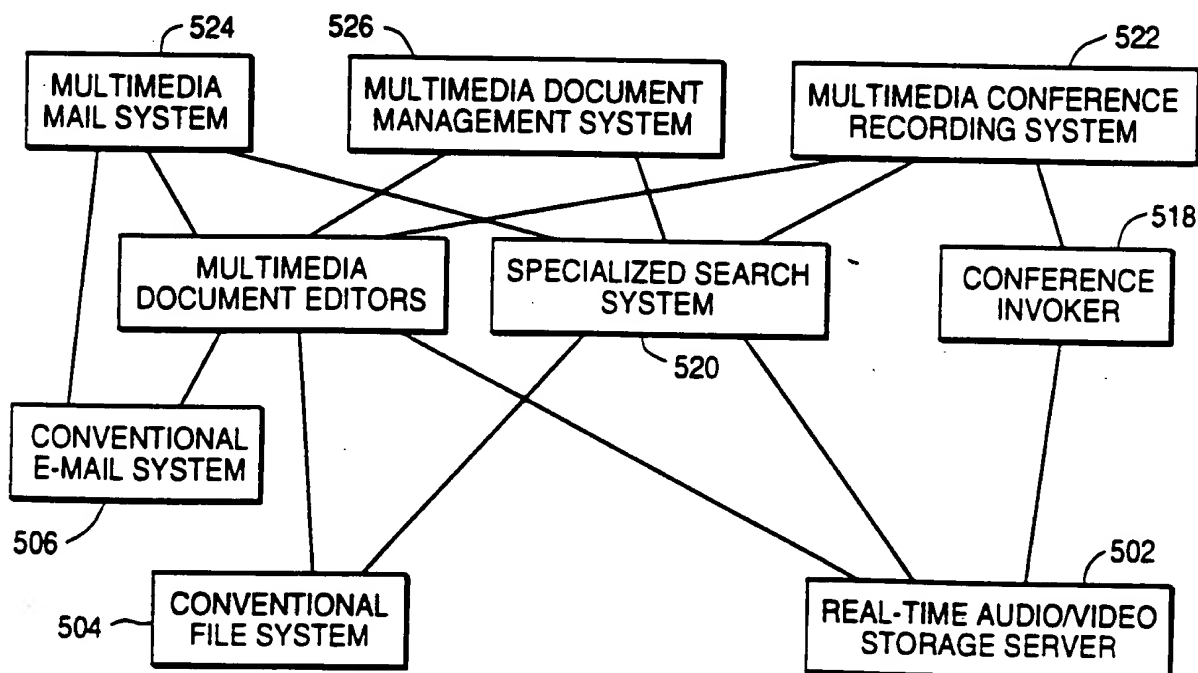 524
526
522
MULTIMEDIA
MAIL SYSTEM
MULTIMEDIA DOCUMENT
MANAGEMENT SYSTEM
MULTIMEDIA CONFERENCE
RECORDING SYSTEM
518
MULTIMEDIA
DOCUMENT EDITORS
SPECIALIZED SEARCH
SYSTEM
CONFERENCE
INVOKER
520
CONVENTIONAL
E-MAIL SYSTEM
506
502
504
CONVENTIONAL
FILE SYSTEM
REAL-TIME AUDIO/VIDEO
STORAGE SERVER